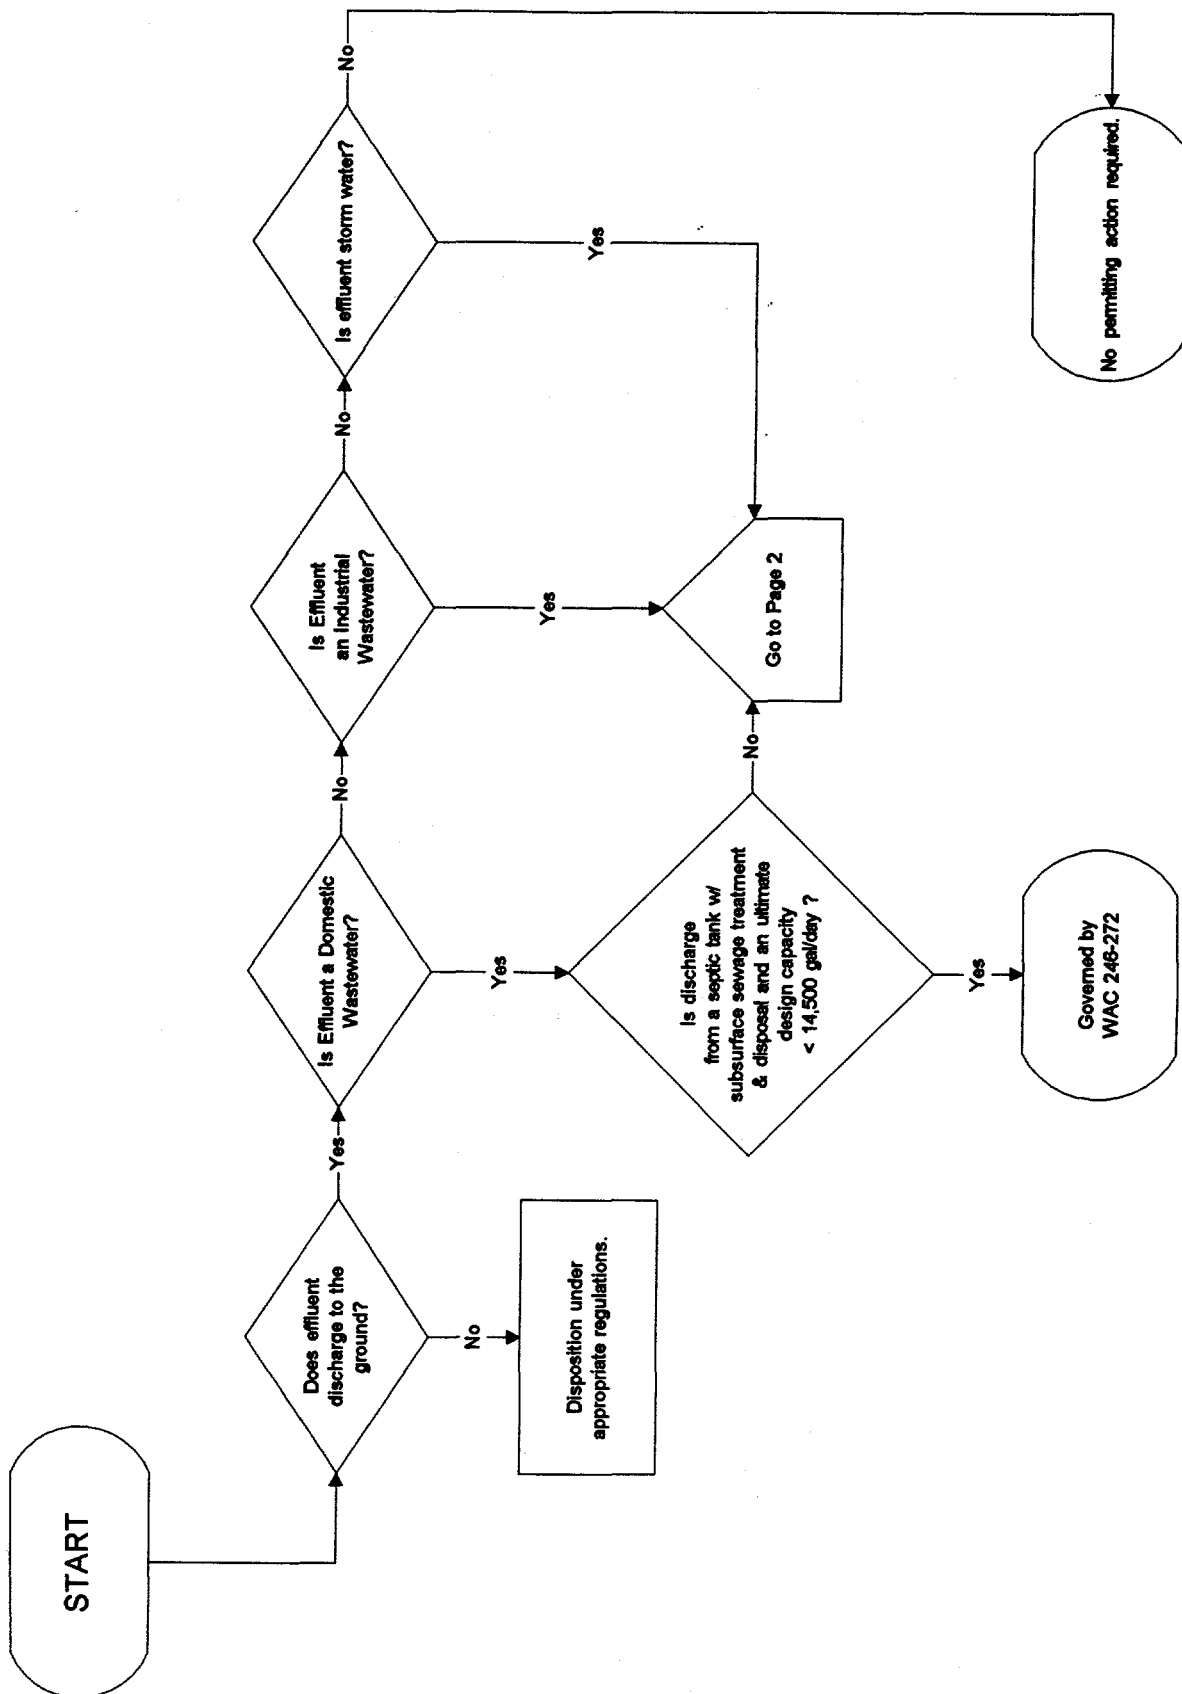 START
Does effluent
discharge to the
ground?
No
Disposition under
appropriate regulations.
Yes
Is Effluent a Domestic
Wastewater?
Yes
Is discharge
from a septic tank w/
subsurface sewage treatment
& disposal and an ultimate
design capacity
< 14,500 gal/day ?
Yes
Governed by
WAC 246-272
No
Go to Page 2
No
Is Effluent
an Industrial
Wastewater?
Yes
No
Is effluent storm water?
Yes
No
No permitting action required.